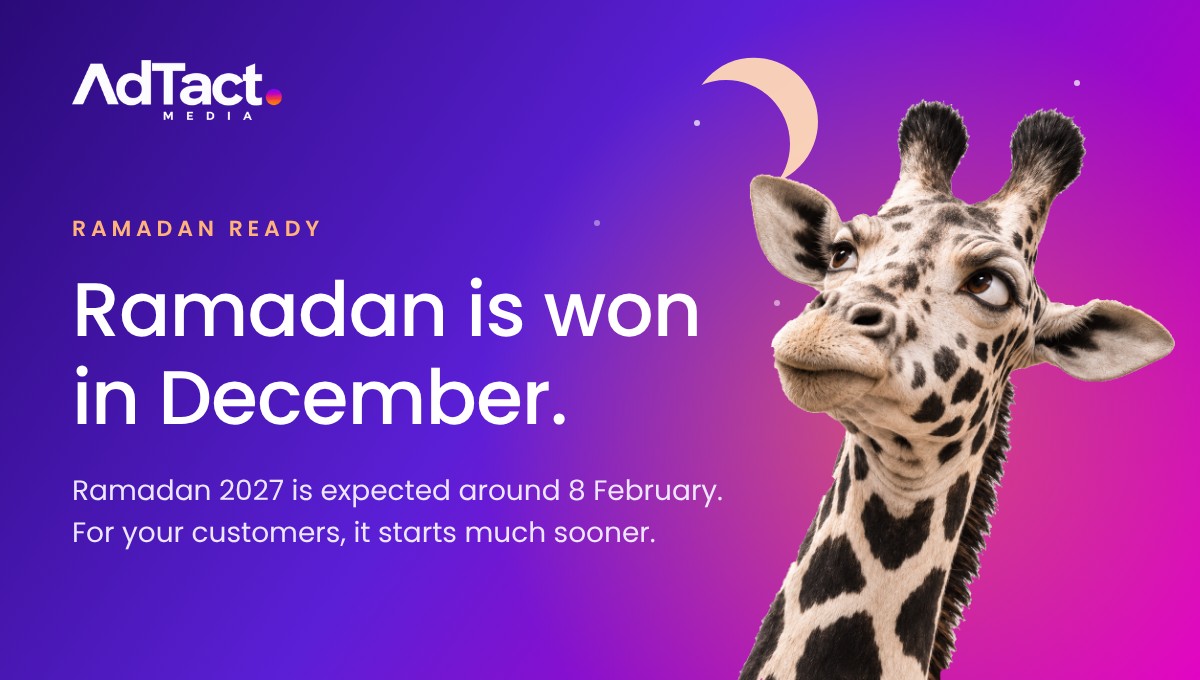 AdTact.
MEDIA
RAMADAN READY
Ramadan is won
in December.
Ramadan 2027 is expected around 8 February.
For your customers, it starts much sooner.